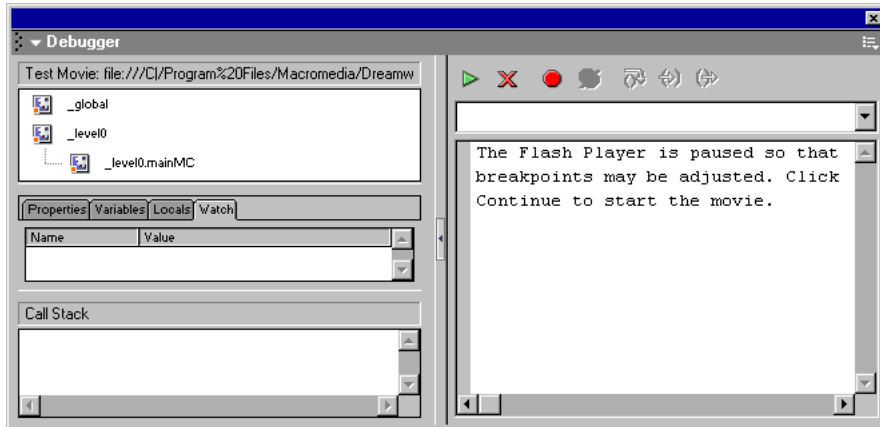 Debugger
Test Movie: file:///C|/Program%20Files/Macromedia/Dreamw
_global
_level0
_level0.mainMC
Properties Variables Locals Watch
Name Value
Call Stack
The Flash Player is paused so that
breakpoints may be adjusted. Click
Continue to start the movie.